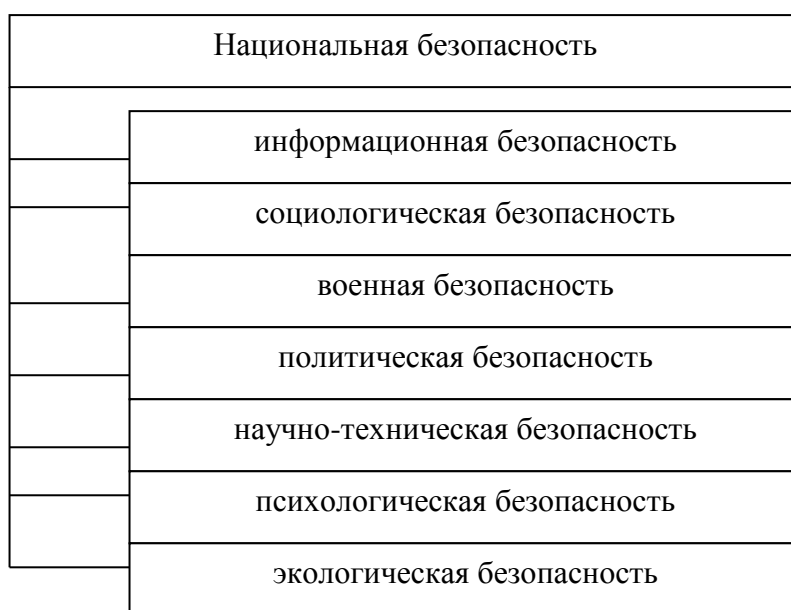 Национальная безопасность
информационная безопасность
социологическая безопасность
военная безопасность
политическая безопасность
научно-техническая безопасность
психологическая безопасность
экологическая безопасность